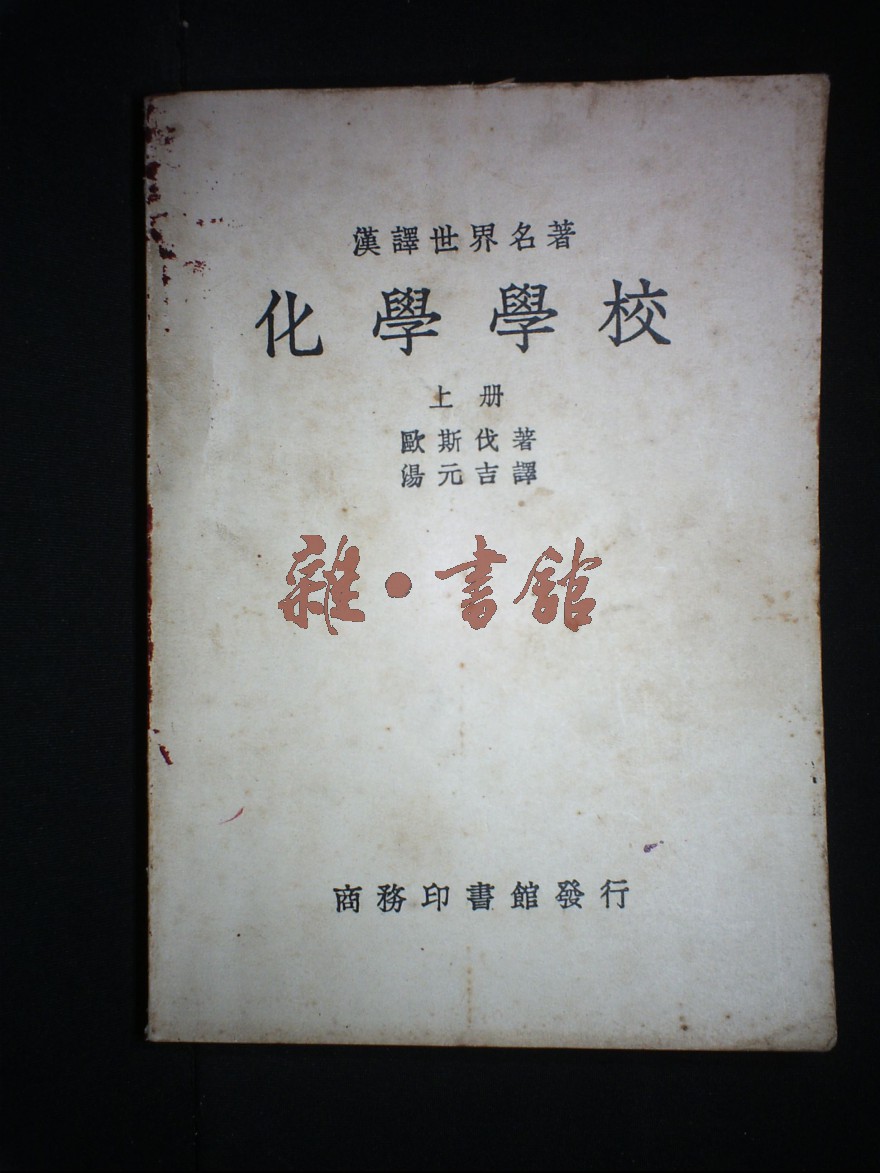 漢譯世界名著
化學學校
上册
歐斯伐著
湯元吉譯
雜·書館
商務印書館發行